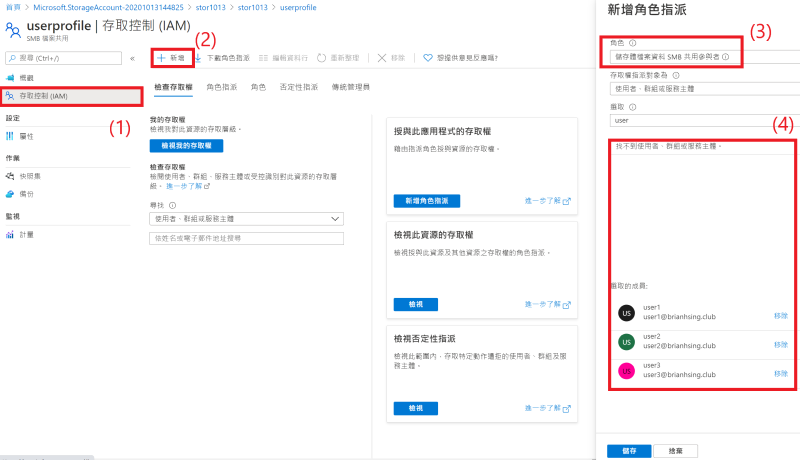 首頁 > Microsoft.StorageAccount-20201013144825 > stor1013 > stor1013 > userprofile
userprofile | 存取控制 (IAM)
SMB 檔案共用
搜尋 (Ctrl+/)
«
概觀
存取控制 (IAM)
(1)
設定
屬性
作業
快照集
備份
監視
計量
(2)
新增
下載角色指派
編輯資料行
重新整理
移除
想提供意見反應嗎?
檢查存取權
角色指派
角色
否定性指派
傳統管理員
我的存取權
檢視我對此資源的存取層級。
檢視我的存取權
檢查存取權
檢閱使用者、群組、服務主體或受控識別對此資源的存取層
級。 進一步了解
尋找
使用者、群組或服務主體
依姓名或電子郵件地址搜尋
授與此應用程式的存取權
藉由指派角色授與資源的存取權。
新增角色指派
進一步了解
檢視此資源的存取權
檢視授與此資源及其他資源之存取權的角色指派。
檢視
進一步了解
檢視否定性指派
檢視此範圍內，存取特定動作遭拒的使用者、群組及服
務主體。
檢視
進一步了解
新增角色指派
(3)
角色
儲存體檔案資料 SMB 共用參與者
存取權指派對象為
使用者、群組或服務主體
選取
user
(4)
找不到使用者、群組或服務主體。
選取的成員:
US
user1
user1@brianhsing.club
移除
US
user2
user2@brianhsing.club
移除
US
user3
user3@brianhsing.club
移除
儲存
捨棄